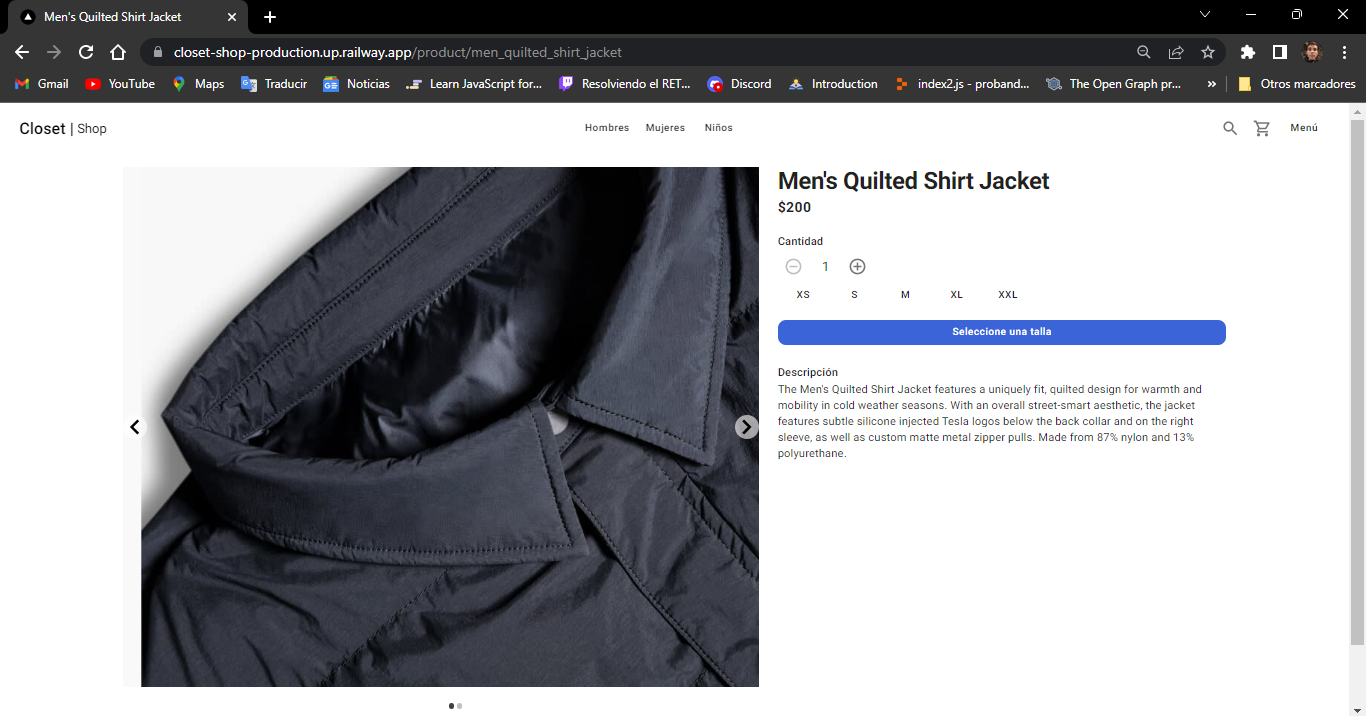 Men's Quilted Shirt Jacket
closet-shop-production.up.railway.app/product/men_quilted_shirt_jacket
Gmail YouTube Maps Traducir Noticias Learn JavaScript for... Resolviendo el RET... Discord Introduction index2.js - proband... The Open Graph pr... » Otros marcadores
Closet | Shop Hombres Mujeres Niños Menú
Men's Quilted Shirt Jacket
$200
Cantidad
1
XS S M XL XXL
Seleccione una talla
Descripción
The Men's Quilted Shirt Jacket features a uniquely fit, quilted design for warmth and
mobility in cold weather seasons. With an overall street-smart aesthetic, the jacket
features subtle silicone injected Tesla logos below the back collar and on the right
sleeve, as well as custom matte metal zipper pulls. Made from 87% nylon and 13%
polyurethane.